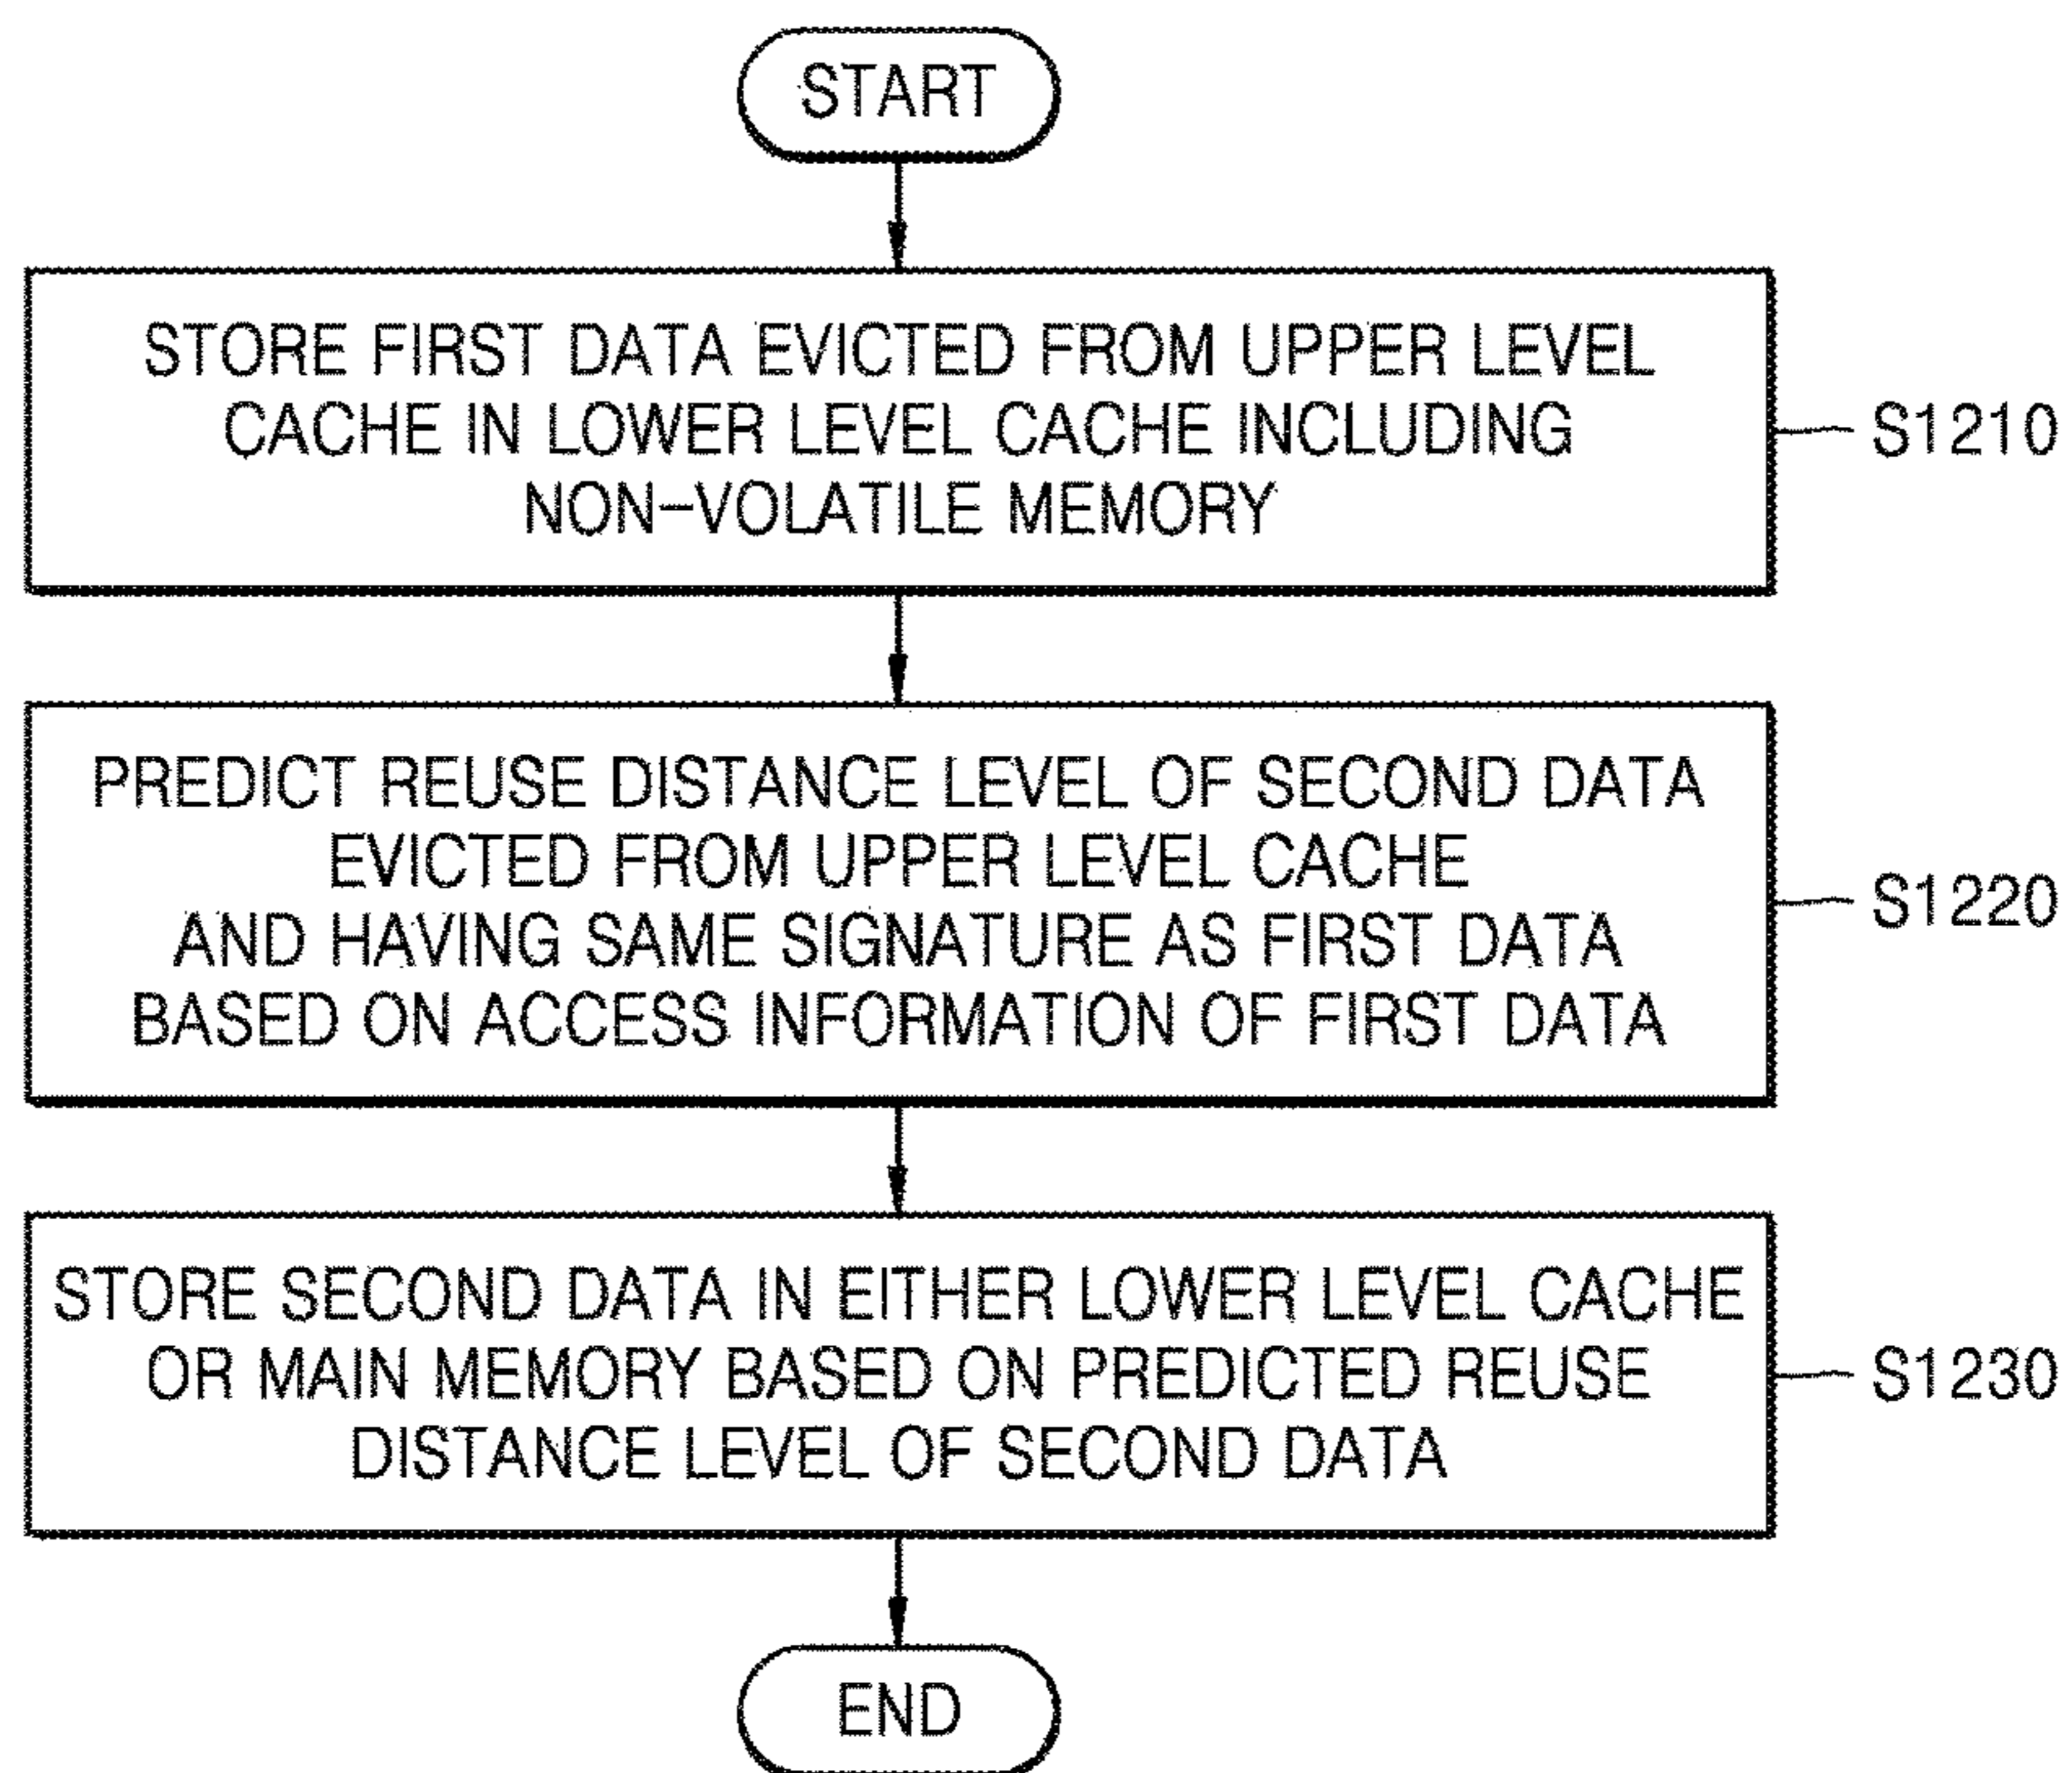 START
STORE FIRST DATA EVICTED FROM UPPER LEVEL
CACHE IN LOWER LEVEL CACHE INCLUDING
NON-VOLATILE MEMORY
S1210
PREDICT REUSE DISTANCE LEVEL OF SECOND DATA
EVICTED FROM UPPER LEVEL CACHE
AND HAVING SAME SIGNATURE AS FIRST DATA
BASED ON ACCESS INFORMATION OF FIRST DATA
S1220
STORE SECOND DATA IN EITHER LOWER LEVEL CACHE
OR MAIN MEMORY BASED ON PREDICTED REUSE
DISTANCE LEVEL OF SECOND DATA
S1230
END